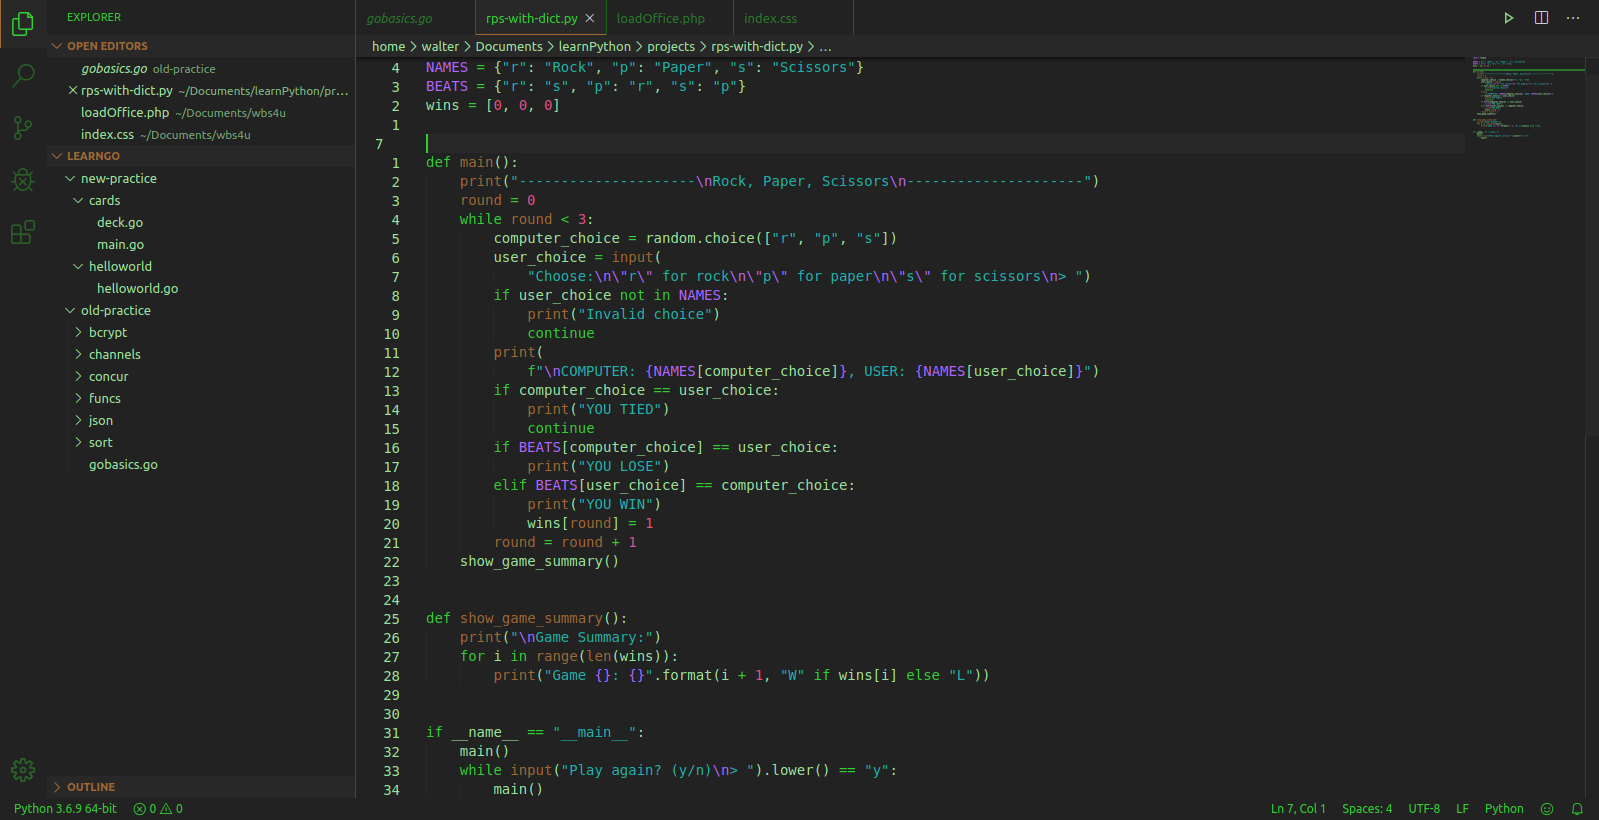 EXPLORER
OPEN EDITORS
gobasics.go old-practice
rps-with-dict.py ~/Documents/learnPython/pr...
loadOffice.php ~/Documents/wbs4u
index.css ~/Documents/wbs4u
LEARNGO
new-practice
cards
deck.go
main.go
helloworld
helloworld.go
old-practice
bcrypt
channels
concur
funcs
json
sort
gobasics.go
OUTLINE
gobasics.go rps-with-dict.py loadOffice.php index.css
home > walter > Documents > learnPython > projects > rps-with-dict.py > ...
4 NAMES = {"r": "Rock", "p": "Paper", "s": "Scissors"}
3 BEATS = {"r": "s", "p": "r", "s": "p"}
2 wins = [0, 0, 0]
1
7
1 def main():
2     print("---------------------\nRock, Paper, Scissors\n---------------------")
3     round = 0
4     while round < 3:
5         computer_choice = random.choice(["r", "p", "s"])
6         user_choice = input(
7             "Choose:\n\"r\" for rock\n\"p\" for paper\n\"s\" for scissors\n> ")
8         if user_choice not in NAMES:
9             print("Invalid choice")
10             continue
11         print(
12             f"\nCOMPUTER: {NAMES[computer_choice]}, USER: {NAMES[user_choice]}")
13         if computer_choice == user_choice:
14             print("YOU TIED")
15             continue
16         if BEATS[computer_choice] == user_choice:
17             print("YOU LOSE")
18         elif BEATS[user_choice] == computer_choice:
19             print("YOU WIN")
20             wins[round] = 1
21         round = round + 1
22     show_game_summary()
23
24
25 def show_game_summary():
26     print("\nGame Summary:")
27     for i in range(len(wins)):
28         print("Game {}: {}".format(i + 1, "W" if wins[i] else "L"))
29
30
31 if __name__ == "__main__":
32     main()
33     while input("Play again? (y/n)\n> ").lower() == "y":
34         main()
Python 3.6.9 64-bit 0 0 Ln 7, Col 1 Spaces: 4 UTF-8 LF Python